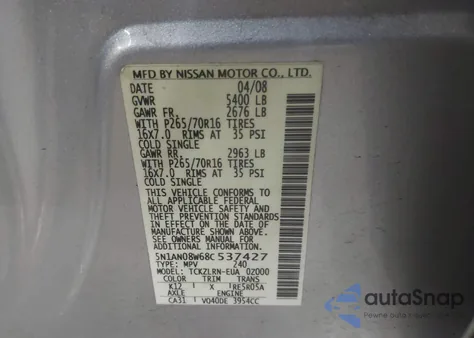 MFD BY NISSAN MOTOR CO., LTD.
DATE 04/08
GVWR 5400 LB
GAWR FR. 2676 LB
WITH P265/70R16 TIRES
16X7.0 RIMS AT 35 PSI
COLD SINGLE
GAWR RR. 2963 LB
WITH P265/70R16 TIRES
16X7.0 RIMS AT 35 PSI
COLD SINGLE
THIS VEHICLE CONFORMS TO
ALL APPLICABLE FEDERAL
MOTOR VEHICLE SAFETY AND
THEFT PREVENTION STANDARDS
IN EFFECT ON THE DATE OF
MANUFACTURE SHOWN ABOVE.
SEE OWNERS MANUAL FOR
ADDITIONAL INFORMATION.
5N1AN08W68C537427
TYPE: MPV 240
MODEL: TCKZLRN-EUA 02000
COLOR TRIM TRANS
K12 X RE5R05A
AXLE ENGINE
CA31 VQ40DE 3954CC
autoSnap